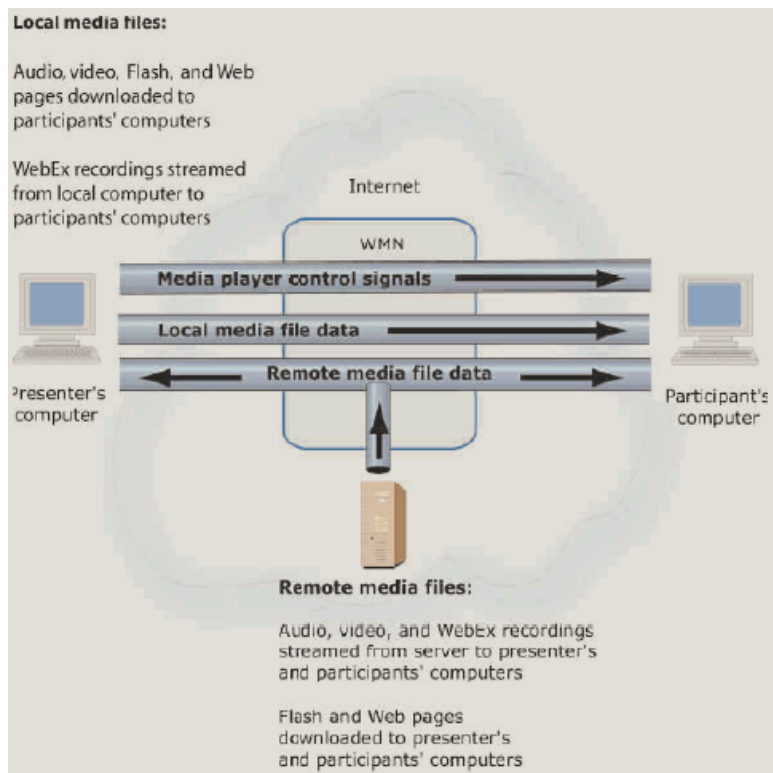 Local media files:
Audio, video, Flash, and Web
pages downloaded to
participants' computers
WebEx recordings streamed
from local computer to
participants' computers
Internet
WMN
Media player control signals
Local media file data
Remote media file data
Presenter's
computer
Participant's
computer
Remote media files:
Audio, video, and WebEx recordings
streamed from server to presenter's
and participants' computers
Flash and Web pages
downloaded to presenter's
and participants' computers